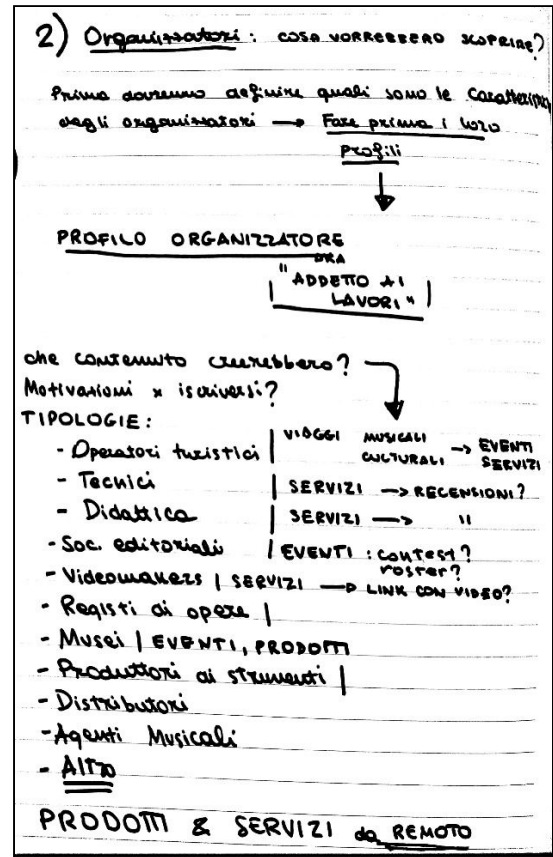 2) Organizzatori: COSA VORREBBERO SCOPRIRE?
Prima dovremmo definire quali sono le caratteristiche
degli organizzatori → Fare prima i loro
profili
PROFILO ORGANIZZATORE
ORA
"ADDETTO AI
LAVORI"
che contenuto creerebbero?
Motivazioni x iscriversi?
TIPOLOGIE:
- Operatori turistici | VIAGGI MUSICALI CULTURALI → EVENTI SERVIZI
- Tecnici | SERVIZI → RECENSIONI?
- Didattica | SERVIZI → "
- Soc. editoriali | EVENTI: contest? roster?
- Videomakers | SERVIZI → LINK CON VIDEO?
- Registi di opere |
- Musei | EVENTI, PRODOTTI
- Produttori di strumenti |
- Distributori
- Agenti Musicali
- Altro
PRODOTTI & SERVIZI da REMOTO